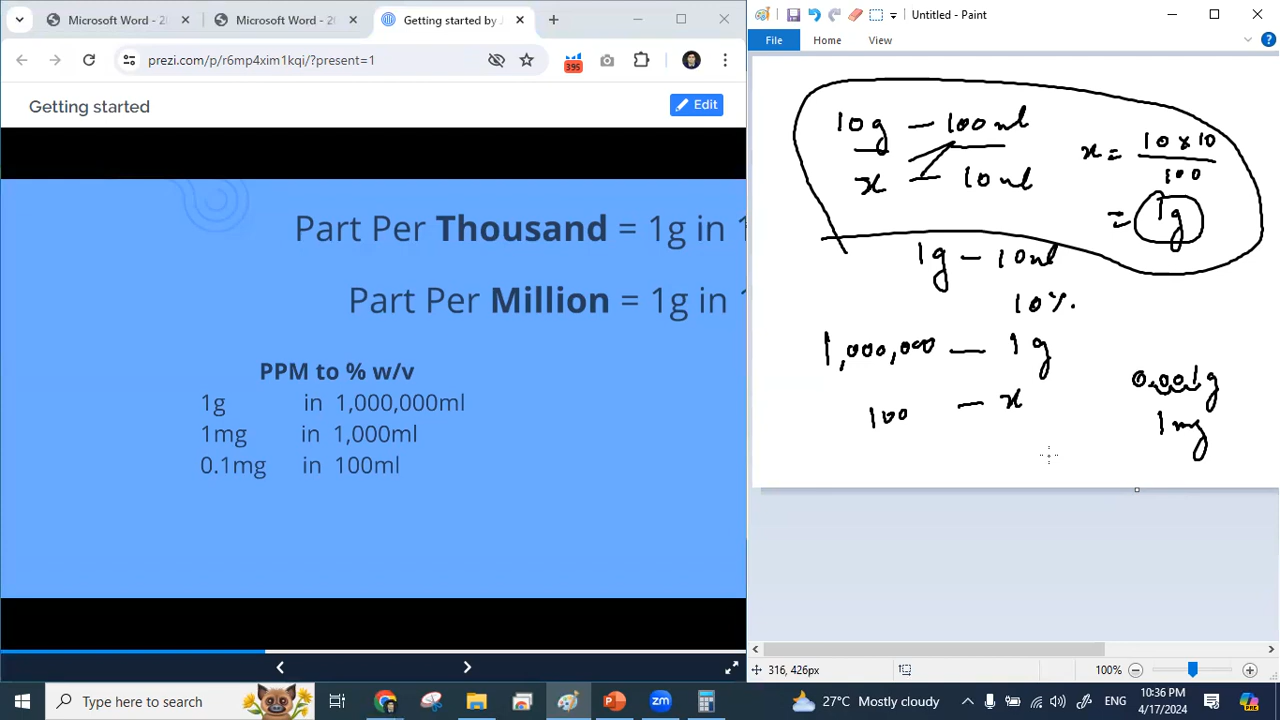 Microsoft Word - 2
Microsoft Word - 20
Getting started by J
Untitled - Paint
prezi.com/p/r6mp4xim1kqi/?present=1
395
File
Home
View
Getting started
Edit
Part Per Thousand = 1g in 1
Part Per Million = 1g in 1
PPM to % w/v
1g in 1,000,000ml
1mg in 1,000ml
0.1mg in 100ml
10g — 100ml
x — 10ml
x = 10 x 10
100
= 1g
1g — 10ml
10%.
1,000,000 — 1g
100 — x
0.001g
1mg
316, 426px
100%
Type here to search
27°C Mostly cloudy
ENG
10:36 PM
4/17/2024